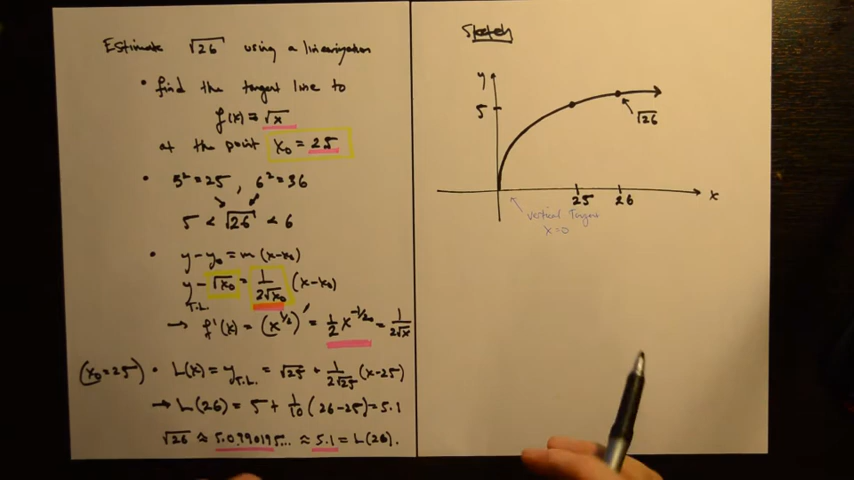 Estimate √26 using a linearization
• find the tangent line to
f(x) = √x
at the point x₀ = 25
• 5² = 25 , 6² = 36
5 < √26 < 6
• y - y₀ = m (x-x₀)
y - √x₀ = 1/(2√x₀) (x-x₀)
T.L.
→ f'(x) = (x^(1/2))' = 1/2 x^(-1/2) = 1/(2√x)
(x₀=25) • L(x) = y_T.L. = √25 + 1/(2√25) (x-25)
→ L(26) = 5 + 1/10 (26-25) = 5.1
√26 ≈ 5.0990195... ≈ 5.1 = L(26).
Sketch
y
5
√26
25 26
x
vertical Tangent
x=0